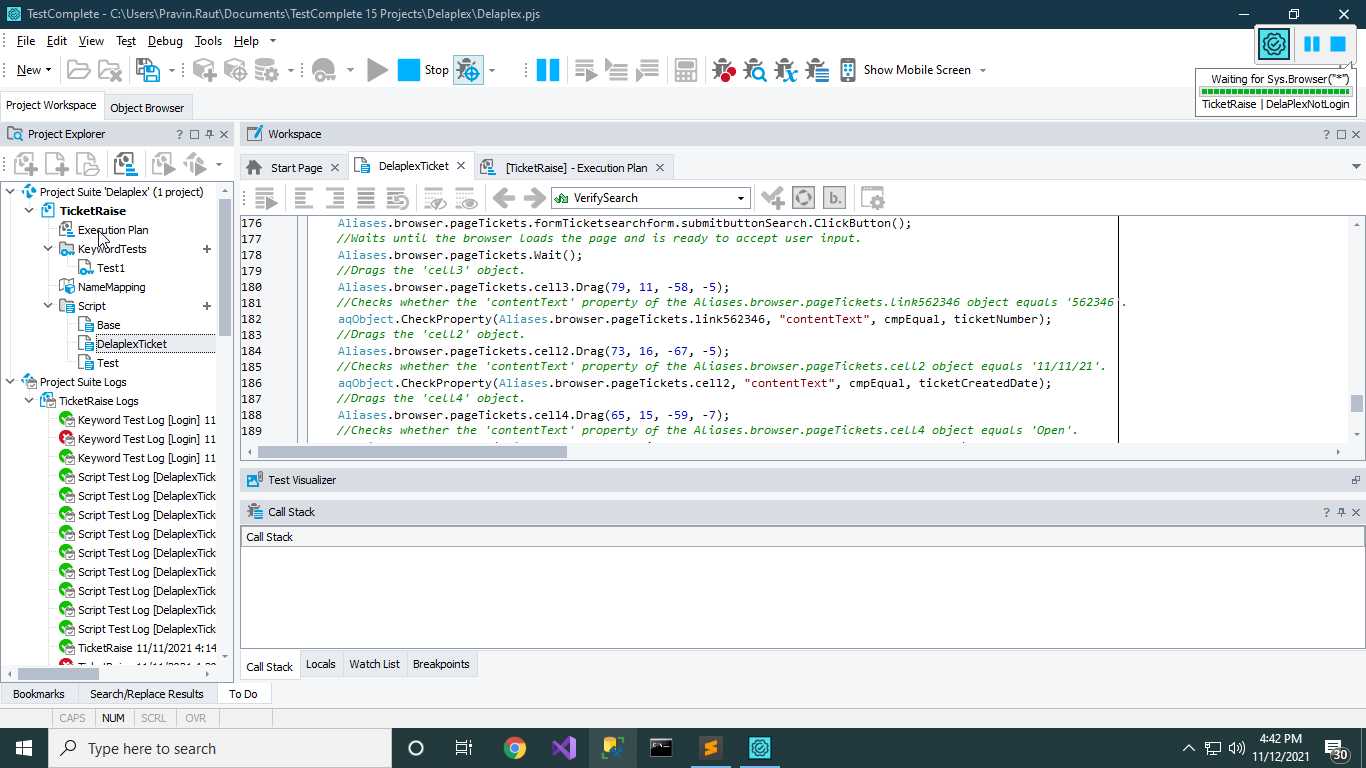 TestComplete - C:\Users\Pravin.Raut\Documents\TestComplete 15 Projects\Delaplex\Delaplex.pjs
File Edit View Test Debug Tools Help
New Stop Show Mobile Screen
Waiting for Sys.Browser("*")
TicketRaise | DelaPlexNotLogin
Project Workspace Object Browser
Project Explorer ?
Workspace ?
Start Page DelaplexTicket [TicketRaise] - Execution Plan
VerifySearch b.
Project Suite 'Delaplex' (1 project)
TicketRaise
Execution Plan
KeywordTests
Test1
NameMapping
Script
Base
DelaplexTicket
Test
Project Suite Logs
TicketRaise Logs
Keyword Test Log [Login] 11
Keyword Test Log [Login] 11
Keyword Test Log [Login] 11
Script Test Log [DelaplexTick
Script Test Log [DelaplexTick
Script Test Log [DelaplexTick
Script Test Log [DelaplexTick
Script Test Log [DelaplexTick
Script Test Log [DelaplexTick
Script Test Log [DelaplexTick
Script Test Log [DelaplexTick
Script Test Log [DelaplexTick
TicketRaise 11/11/2021 4:14
176 Aliases.browser.pageTickets.formTicketsearchform.submitbuttonSearch.ClickButton();
177 //Waits until the browser loads the page and is ready to accept user input.
178 Aliases.browser.pageTickets.Wait();
179 //Drags the 'cell3' object.
180 Aliases.browser.pageTickets.cell3.Drag(79, 11, -58, -5);
181 //Checks whether the 'contentText' property of the Aliases.browser.pageTickets.link562346 object equals '562346'.
182 aqObject.CheckProperty(Aliases.browser.pageTickets.link562346, "contentText", cmpEqual, ticketNumber);
183 //Drags the 'cell2' object.
184 Aliases.browser.pageTickets.cell2.Drag(73, 16, -67, -5);
185 //Checks whether the 'contentText' property of the Aliases.browser.pageTickets.cell2 object equals '11/11/21'.
186 aqObject.CheckProperty(Aliases.browser.pageTickets.cell2, "contentText", cmpEqual, ticketCreatedDate);
187 //Drags the 'cell4' object.
188 Aliases.browser.pageTickets.cell4.Drag(65, 15, -59, -7);
189 //Checks whether the 'contentText' property of the Aliases.browser.pageTickets.cell4 object equals 'Open'.
Test Visualizer
Call Stack ?
Call Stack
Call Stack Locals Watch List Breakpoints
Bookmarks Search/Replace Results To Do
CAPS NUM SCRL OVR
Type here to search
4:42 PM
11/12/2021
30